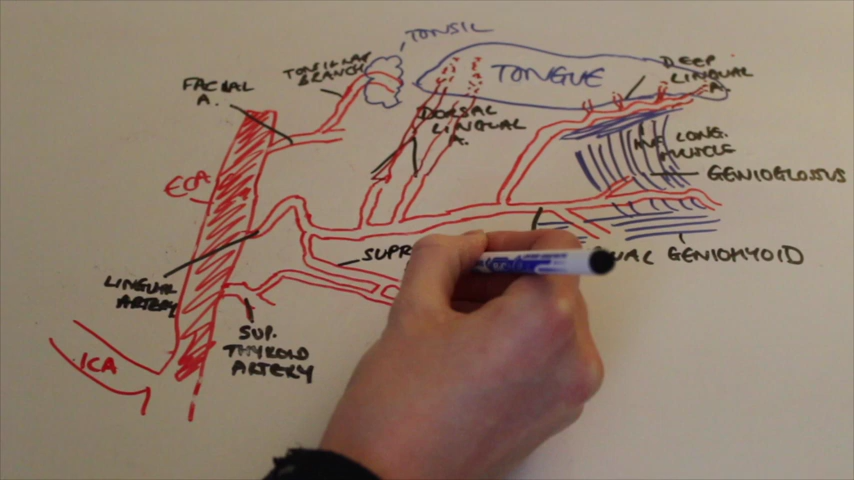 TONSIL
TONSILLAR
BRANCH
FACIAL
A.
TONGUE
DEEP
LINGUAL
A.
DORSAL
LINGUAL
A.
INF LONG.
MUSCLE
GENIOGLOSSUS
ECA
LINGUAL
ARTERY
GENIOHYOID
SUP.
THYROID
ARTERY
ICA